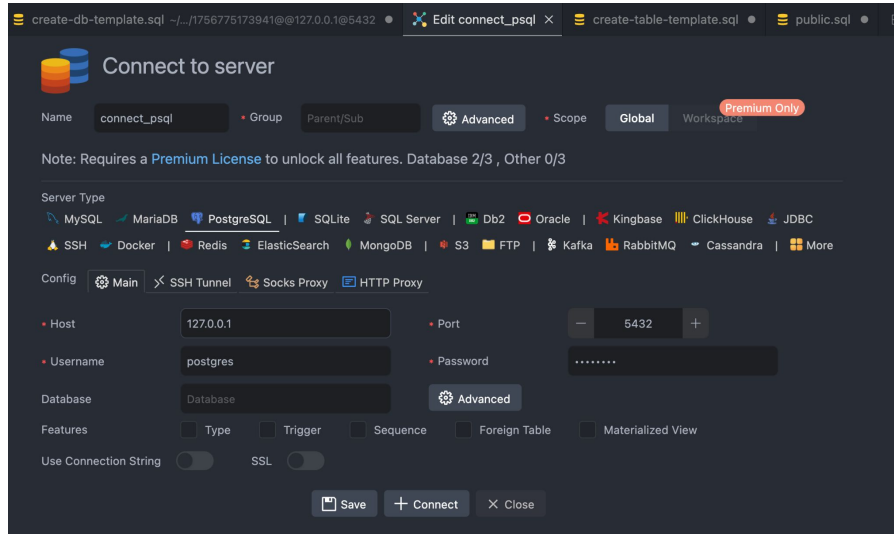 create-db-template.sql ~/.../1756775173941@@127.0.0.1@5432 ● Edit connect_psql × create-table-template.sql ● public.sql ●
Connect to server
Name connect_psql • Group Parent/Sub Advanced • Scope Global Workspace Premium Only
Note: Requires a Premium License to unlock all features. Database 2/3 , Other 0/3
Server Type
MySQL MariaDB PostgreSQL | SQLite SQL Server | Db2 Oracle | Kingbase ClickHouse JDBC
SSH Docker | Redis ElasticSearch MongoDB | S3 FTP | Kafka RabbitMQ Cassandra | More
Config Main SSH Tunnel Socks Proxy HTTP Proxy
• Host 127.0.0.1 • Port − 5432 +
• Username postgres • Password ········
Database Database Advanced
Features Type Trigger Sequence Foreign Table Materialized View
Use Connection String SSL
Save + Connect × Close